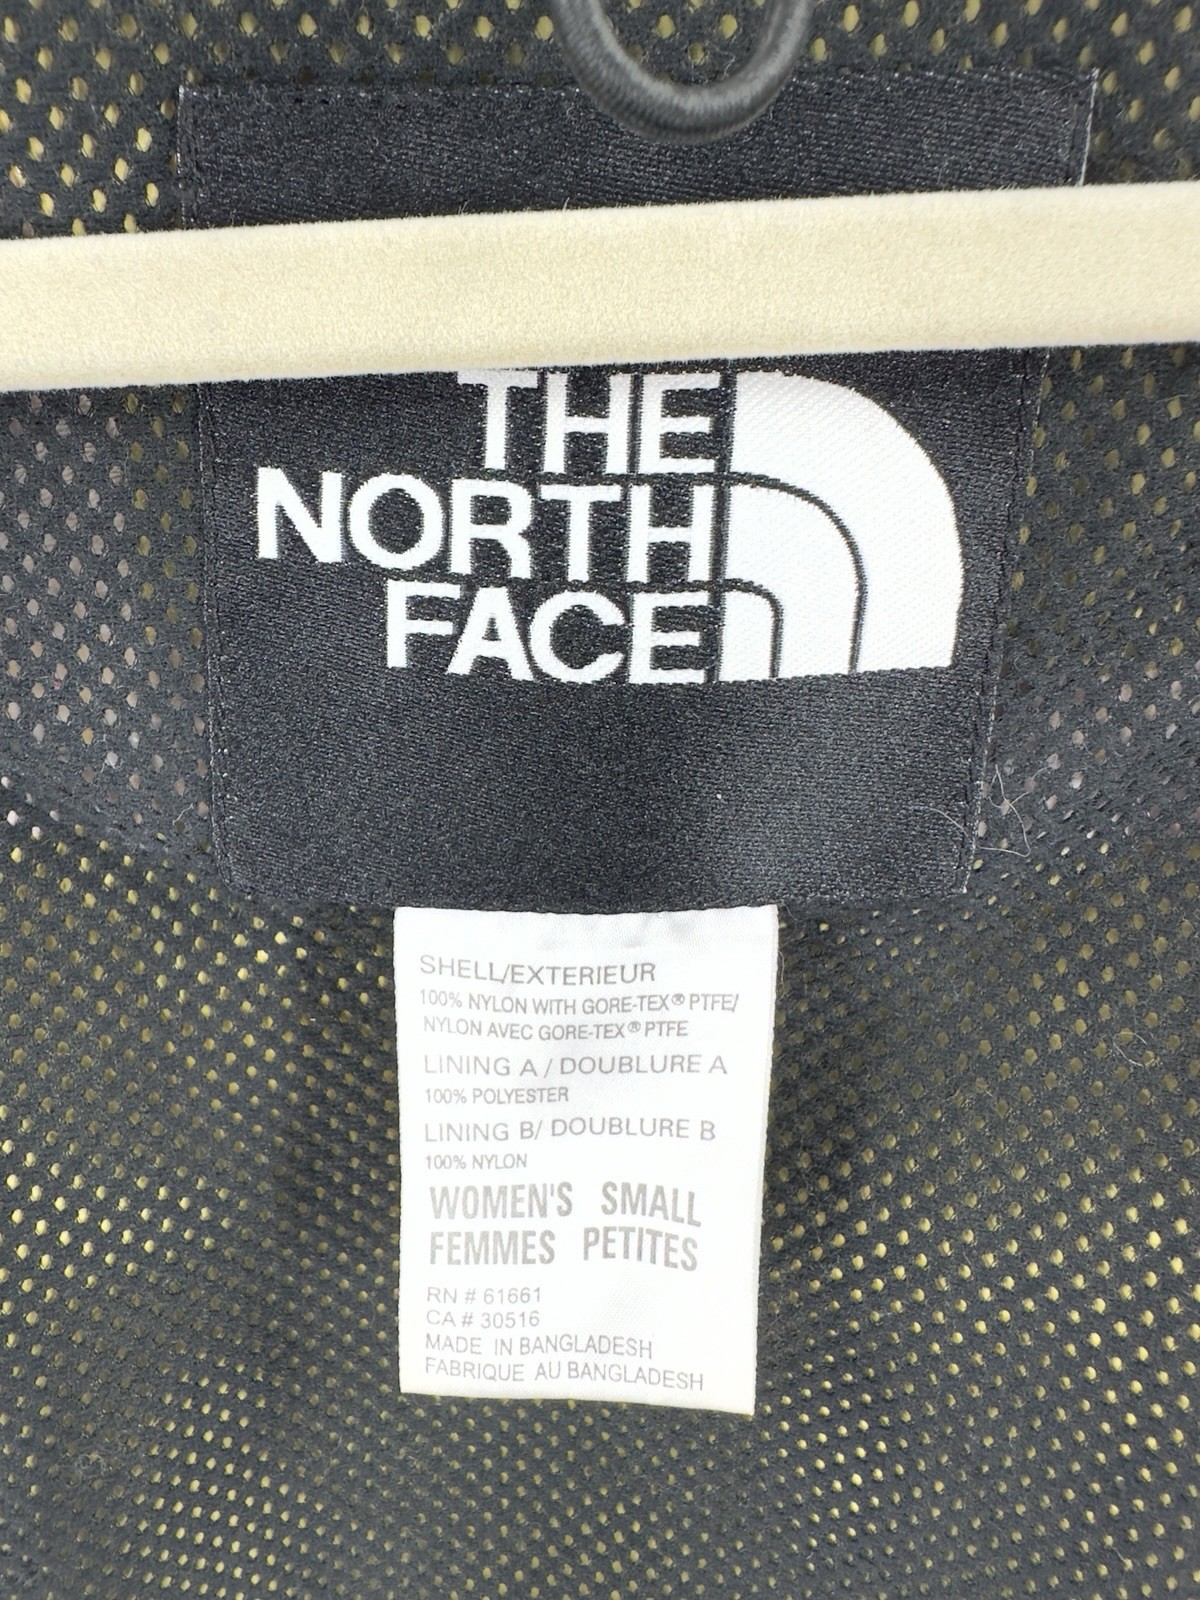 THE
NORTH
FACE
SHELL/EXTERIEUR
100% NYLON WITH GORE-TEX® PTFE/
NYLON AVEC GORE-TEX® PTFE
LINING A / DOUBLURE A
100% POLYESTER
LINING B/ DOUBLURE B
100% NYLON
WOMEN'S SMALL
FEMMES PETITES
RN # 61661
CA # 30516
MADE IN BANGLADESH
FABRIQUE AU BANGLADESH